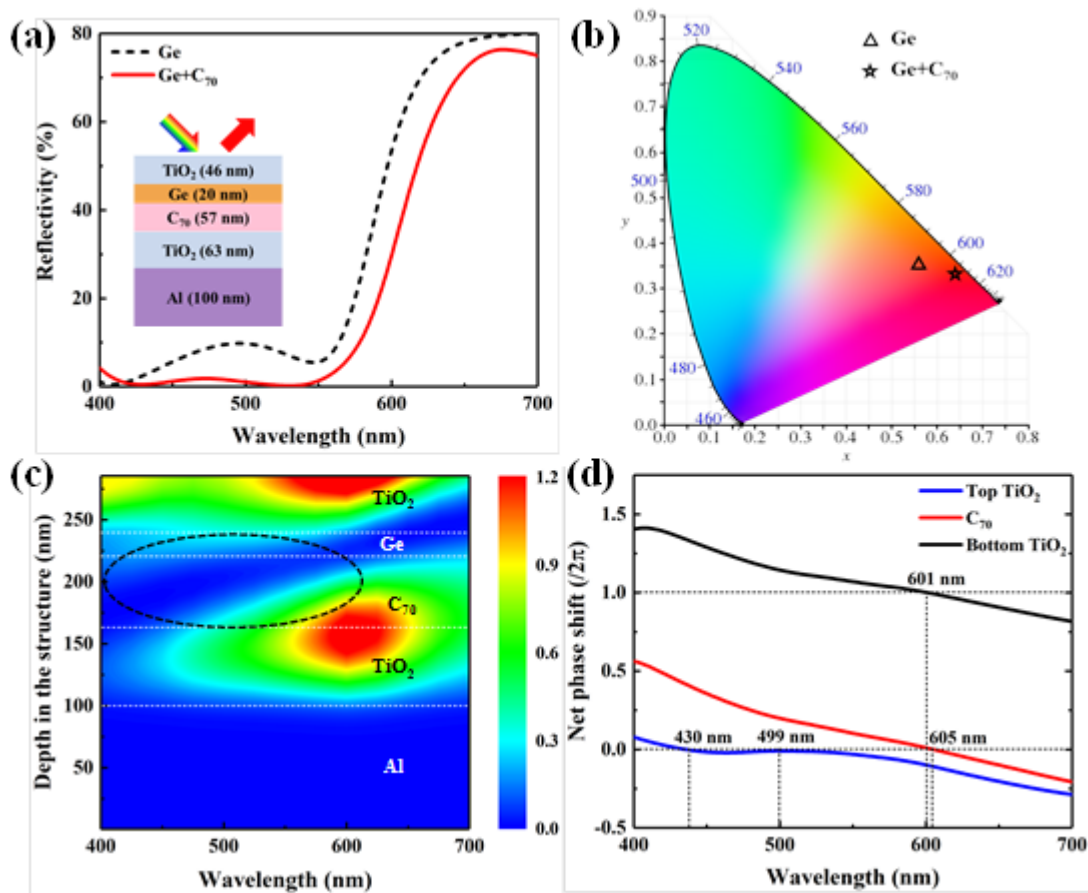 (a)
80
60
40
20
0
Reflectivity (%)
Ge
Ge+C₇₀
TiO₂ (46 nm)
Ge (20 nm)
C₇₀ (57 nm)
TiO₂ (63 nm)
Al (100 nm)
400 500 600 700
Wavelength (nm)
(b)
0.9
0.8
0.7
0.6
0.5
0.4
0.3
0.2
0.1
0.0
y
520
540
560
580
600
620
500
480
460
Ge
Ge+C₇₀
0.0 0.1 0.2 0.3 0.4 0.5 0.6 0.7 0.8
x
(c)
250
200
150
100
50
Depth in the structure (nm)
TiO₂
Ge
C₇₀
TiO₂
Al
400 500 600 700
Wavelength (nm)
1.2
0.9
0.6
0.3
0.0
(d)
1.5
1.0
0.5
0.0
-0.5
Net phase shift (/2π)
Top TiO₂
C₇₀
Bottom TiO₂
601 nm
430 nm 499 nm 605 nm
400 500 600 700
Wavelength (nm)